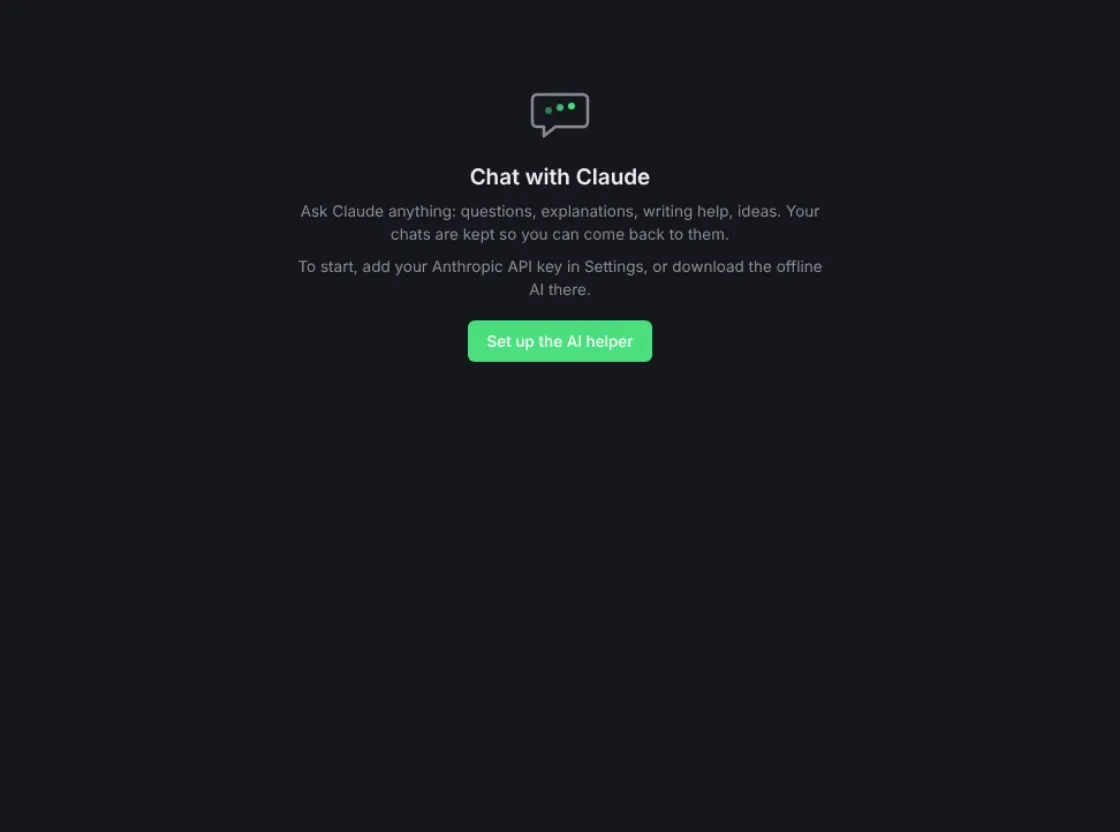 Chat with Claude
Ask Claude anything: questions, explanations, writing help, ideas. Your
chats are kept so you can come back to them.
To start, add your Anthropic API key in Settings, or download the offline
AI there.
Set up the AI helper